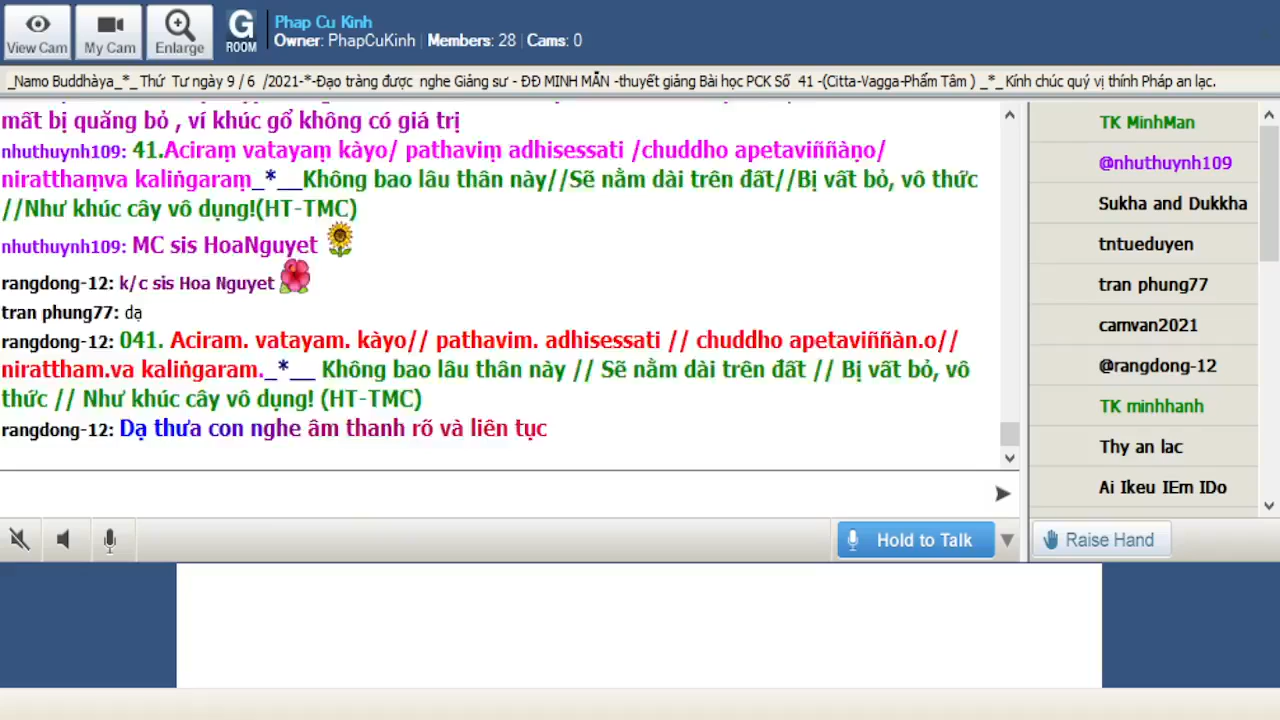 View Cam
My Cam
Enlarge
G
ROOM
Phap Cu Kinh
Owner: PhapCuKinh | Members: 28 | Cams: 0
_Namo Buddhàya_*_ Thứ Tư ngày 9 / 6 /2021-*-Đạo tràng được nghe Giảng sư - ĐĐ MINH MẪN -thuyết giảng Bài học PCK Số 41 -(Citta-Vagga-Phẩm Tâm ) _*_Kính chúc quý vị thính Pháp an lạc.
mất bị quăng bỏ , ví khúc gổ không có giá trị
nhuthuynh109: 41.Aciraṃ vatayaṃ kàyo/ pathaviṃ adhisessati /chuddho apetaviññàṇo/
niratthaṃva kaliṅgaraṃ_*__Không bao lâu thân này//Sẽ nằm dài trên đất//Bị vất bỏ, vô thức
//Như khúc cây vô dụng!(HT-TMC)
nhuthuynh109: MC sis HoaNguyet
rangdong-12: k/c sis Hoa Nguyet
tran phung77: dạ
rangdong-12: 041. Aciram. vatayam. kàyo// pathavim. adhisessati // chuddho apetaviññàn.o//
nirattham.va kaliṅgaram._*__ Không bao lâu thân này // Sẽ nằm dài trên đất // Bị vất bỏ, vô
thức // Như khúc cây vô dụng! (HT-TMC)
rangdong-12: Dạ thưa con nghe âm thanh rõ và liên tục
TK MinhMan
@nhuthuynh109
Sukha and Dukkha
tntueduyen
tran phung77
camvan2021
@rangdong-12
TK minhhanh
Thy an lac
Ai lkeu IEm IDo
Hold to Talk
Raise Hand